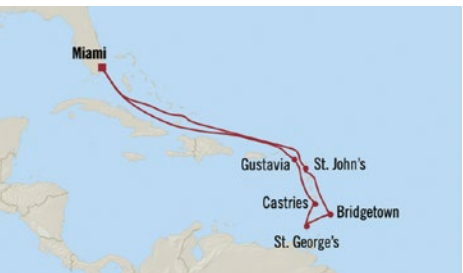 Miami
Gustavia
St. John's
Castries
Bridgetown
St. George's